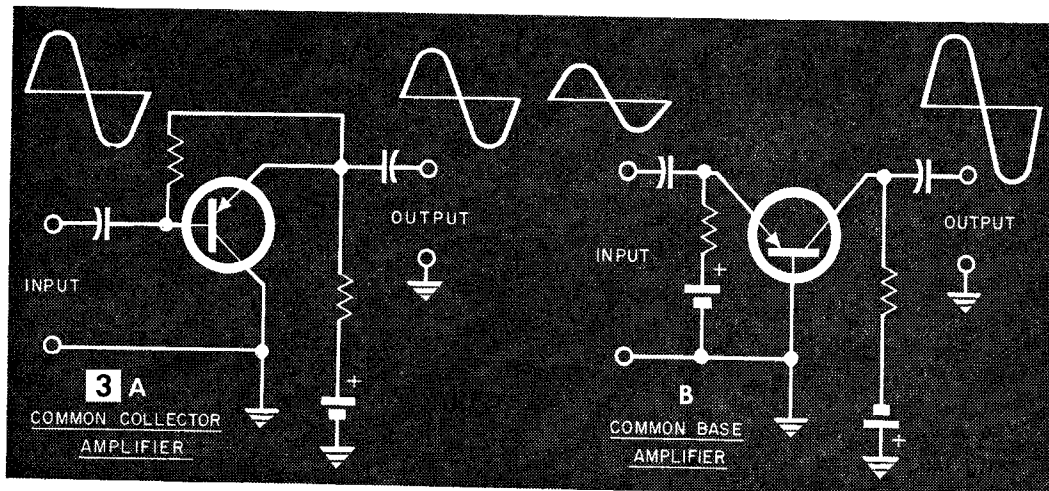 INPUT
OUTPUT
+
3 A
COMMON COLLECTOR
AMPLIFIER
INPUT
OUTPUT
+
B
+
COMMON BASE
AMPLIFIER